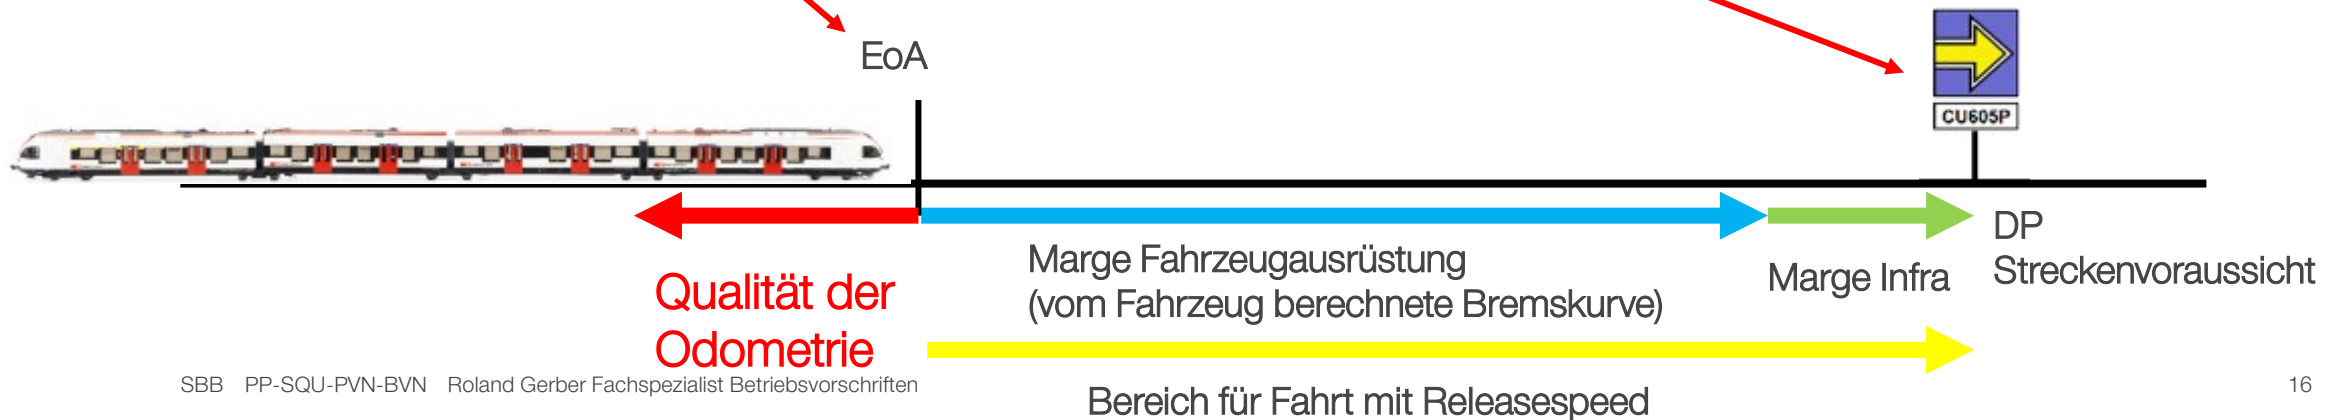 EoA
CU605P
DP
Streckenvoraussicht
Marge Fahrzeugausrüstung
(vom Fahrzeug berechnete Bremskurve)
Marge Infra
Qualität der
Odometrie
SBB PP-SQU-PVN-BVN Roland Gerber Fachspezialist Betriebsvorschriften
Bereich für Fahrt mit Releasespeed
16